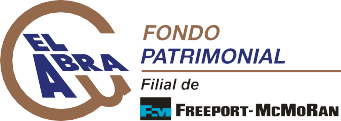 EL
ABRA
FONDO
PATRIMONIAL
Filial de
FM FREEPORT-MCMORAN